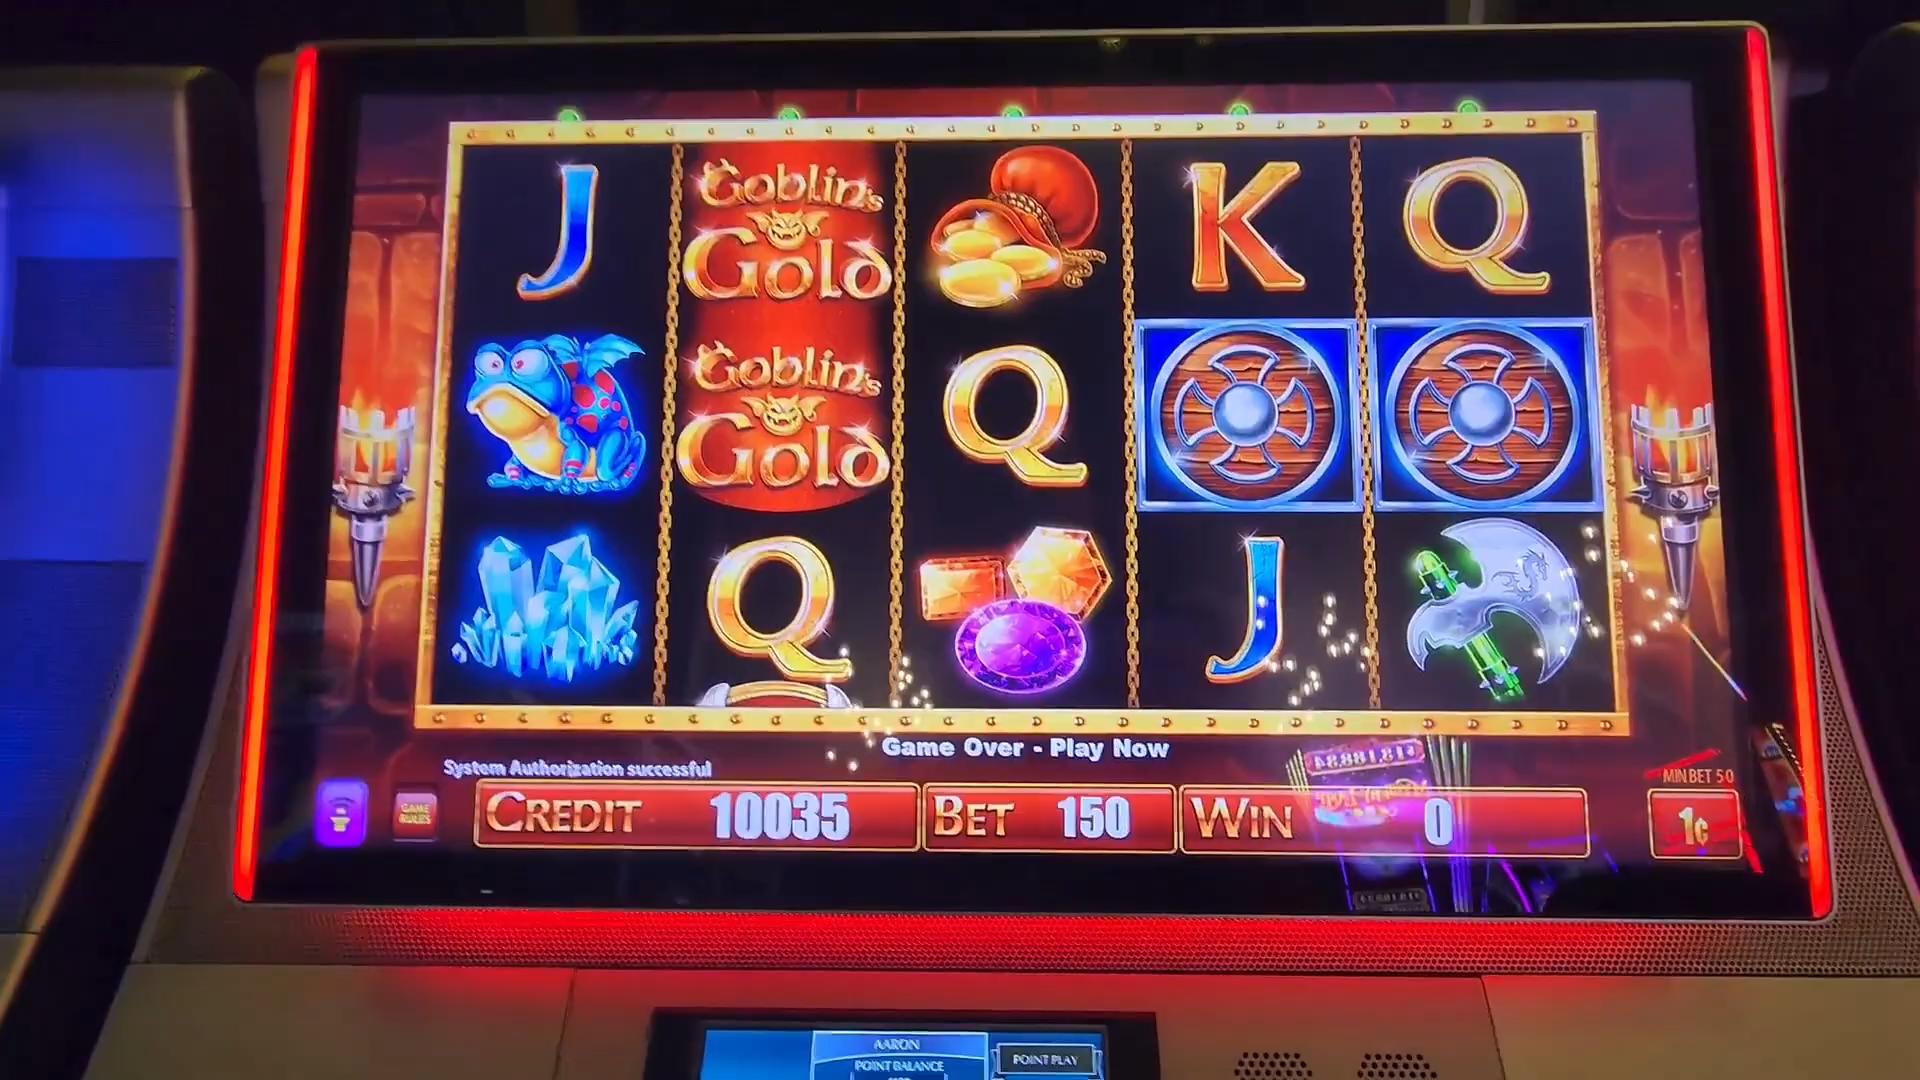 J
Goblin's
Gold
K
Q
Goblin's
Gold
Q
Q
J
Game Over - Play Now
System Authorization successful
GAME
RULES
CREDIT 10035
BET 150
WIN 0
MIN BET 50
1¢
AARON
POINT BALANCE
POINT PLAY